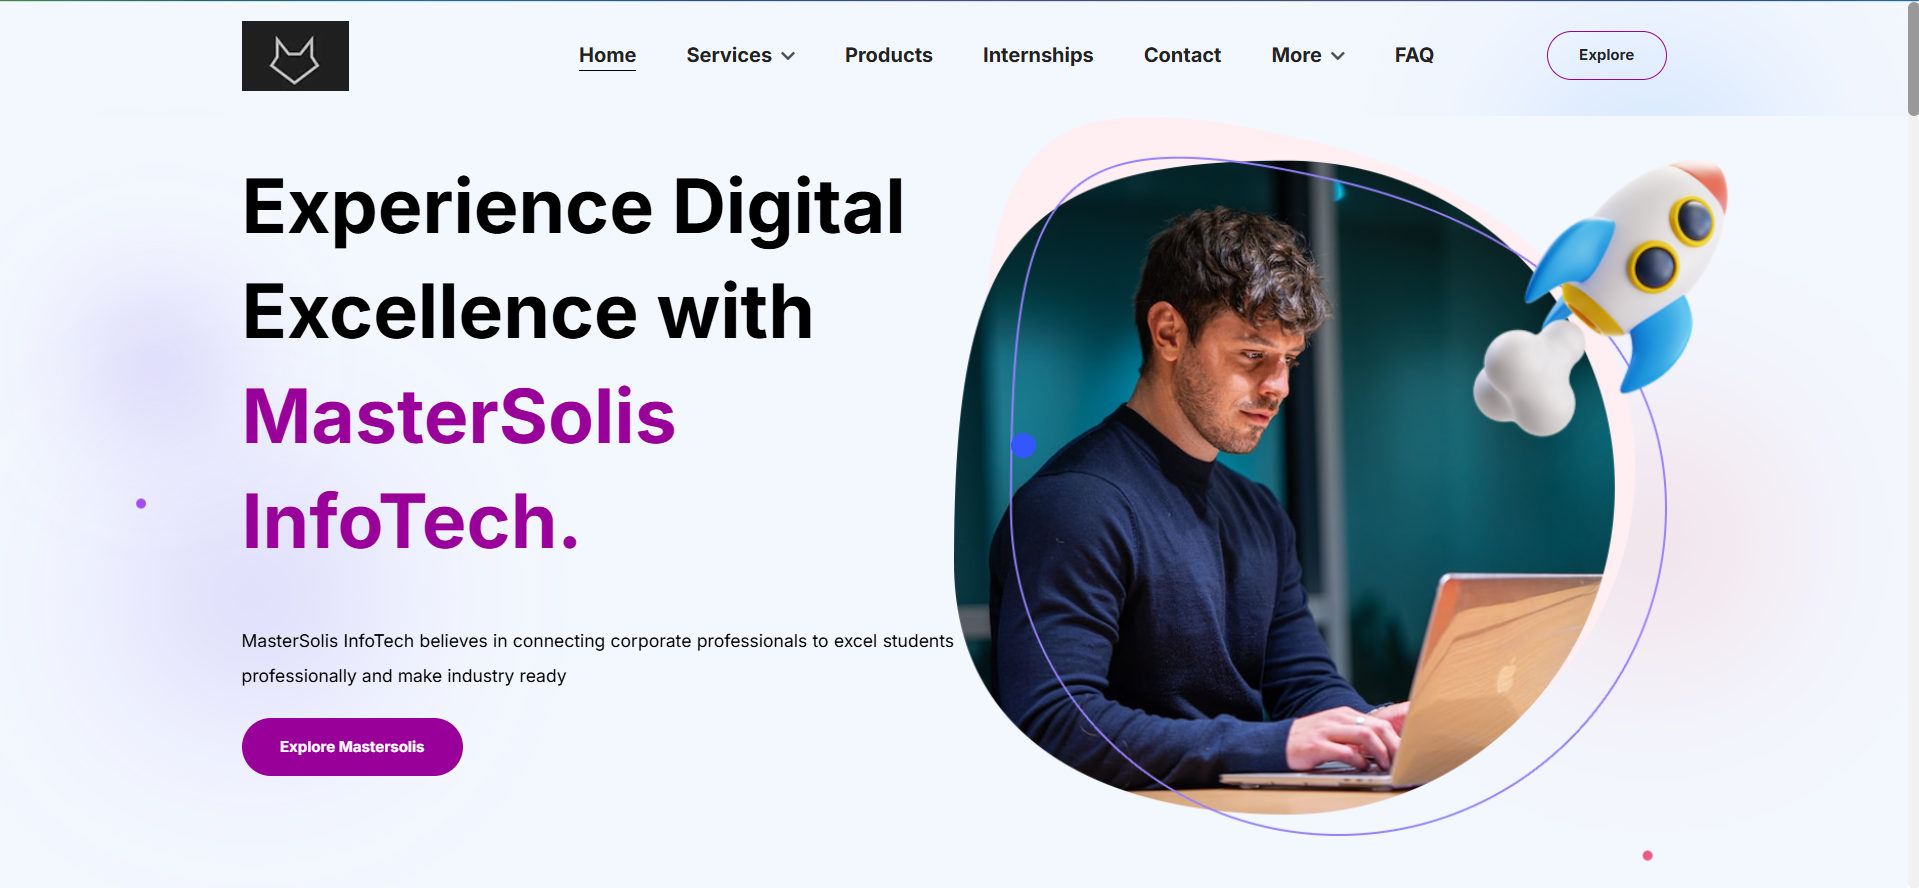 Home Services Products Internships Contact More FAQ Explore
Experience Digital
Excellence with
MasterSolis
InfoTech.
MasterSolis InfoTech believes in connecting corporate professionals to excel students
professionally and make industry ready
Explore Mastersolis